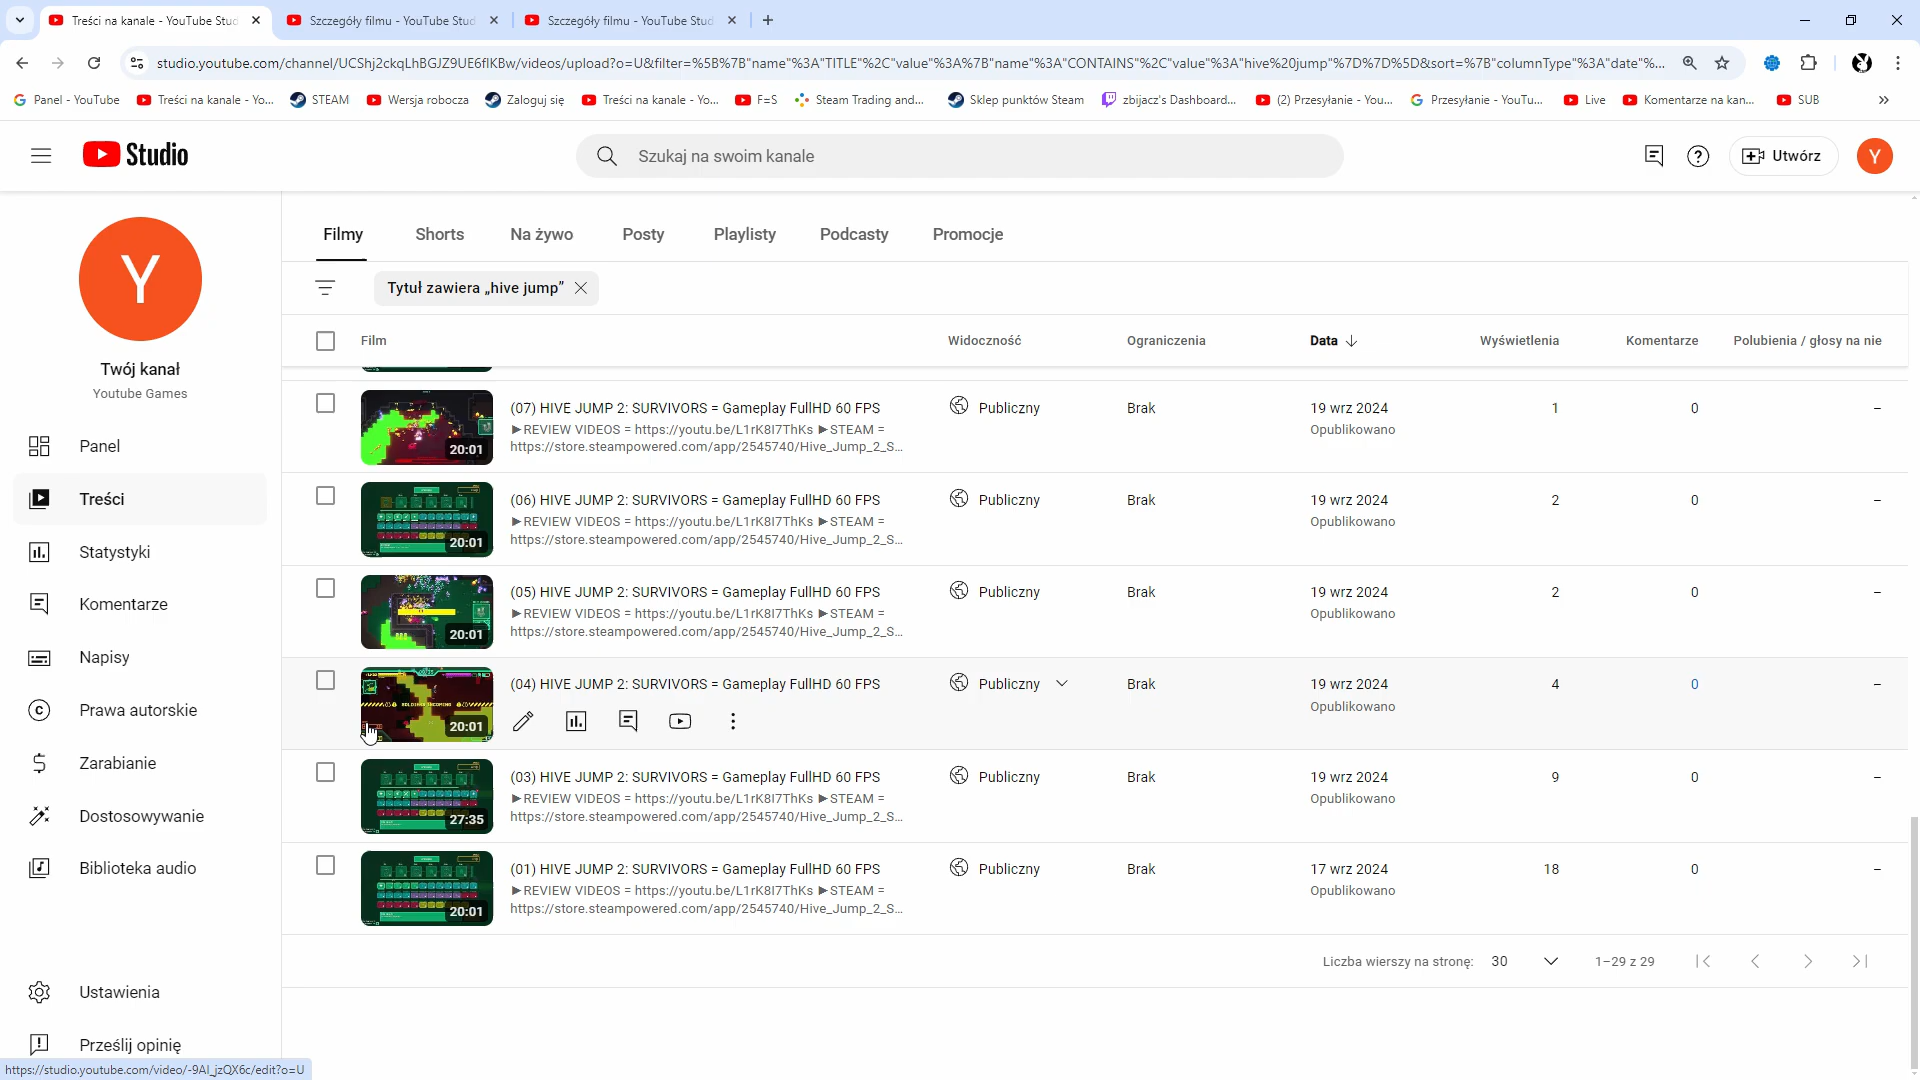 Treści na kanale - YouTube Stud
Szczegóły filmu - YouTube Stud
Szczegóły filmu - YouTube Stud
studio.youtube.com/channel/UCShj2ckqLhBGJZ9UE6flKBw/videos/upload?o=U&filter=%5B%7B"name"%3A"TITLE"%2C"value"%3A%7B"name"%3A"CONTAINS"%2C"value"%3A"hive%20jump"%7D%7D%5D&sort=%7B"columnType"%3A"date"%...
Panel - YouTube
Treści na kanale - Yo...
STEAM
Wersja robocza
Zaloguj się
Treści na kanale - Yo...
F=S
Steam Trading and...
Sklep punktów Steam
zbijacz's Dashboard...
(2) Przesyłanie - You...
Przesyłanie - YouTu...
Live
Komentarze na kan...
SUB
Studio
Szukaj na swoim kanale
Utwórz
Y
Y
Twój kanał
Youtube Games
Panel
Treści
Statystyki
Komentarze
Napisy
Prawa autorskie
Zarabianie
Dostosowywanie
Biblioteka audio
Ustawienia
Prześlij opinię
Filmy
Shorts
Na żywo
Posty
Playlisty
Podcasty
Promocje
Tytuł zawiera „hive jump”
Film
Widoczność
Ograniczenia
Data
Wyświetlenia
Komentarze
Polubienia / głosy na nie
20:01
(07) HIVE JUMP 2: SURVIVORS = Gameplay FullHD 60 FPS
►REVIEW VIDEOS = https://youtu.be/L1rK8I7ThKs ►STEAM =
https://store.steampowered.com/app/2545740/Hive_Jump_2_S...
Publiczny
Brak
19 wrz 2024
Opublikowano
1
0
–
20:01
(06) HIVE JUMP 2: SURVIVORS = Gameplay FullHD 60 FPS
►REVIEW VIDEOS = https://youtu.be/L1rK8I7ThKs ►STEAM =
https://store.steampowered.com/app/2545740/Hive_Jump_2_S...
Publiczny
Brak
19 wrz 2024
Opublikowano
2
0
–
20:01
(05) HIVE JUMP 2: SURVIVORS = Gameplay FullHD 60 FPS
►REVIEW VIDEOS = https://youtu.be/L1rK8I7ThKs ►STEAM =
https://store.steampowered.com/app/2545740/Hive_Jump_2_S...
Publiczny
Brak
19 wrz 2024
Opublikowano
2
0
–
20:01
(04) HIVE JUMP 2: SURVIVORS = Gameplay FullHD 60 FPS
Publiczny
Brak
19 wrz 2024
Opublikowano
4
0
–
27:35
(03) HIVE JUMP 2: SURVIVORS = Gameplay FullHD 60 FPS
►REVIEW VIDEOS = https://youtu.be/L1rK8I7ThKs ►STEAM =
https://store.steampowered.com/app/2545740/Hive_Jump_2_S...
Publiczny
Brak
19 wrz 2024
Opublikowano
9
0
–
20:01
(01) HIVE JUMP 2: SURVIVORS = Gameplay FullHD 60 FPS
►REVIEW VIDEOS = https://youtu.be/L1rK8I7ThKs ►STEAM =
https://store.steampowered.com/app/2545740/Hive_Jump_2_S...
Publiczny
Brak
17 wrz 2024
Opublikowano
18
0
–
Liczba wierszy na stronę:
30
1–29 z 29
https://studio.youtube.com/video/-9AI_jzQX6c/edit?o=U